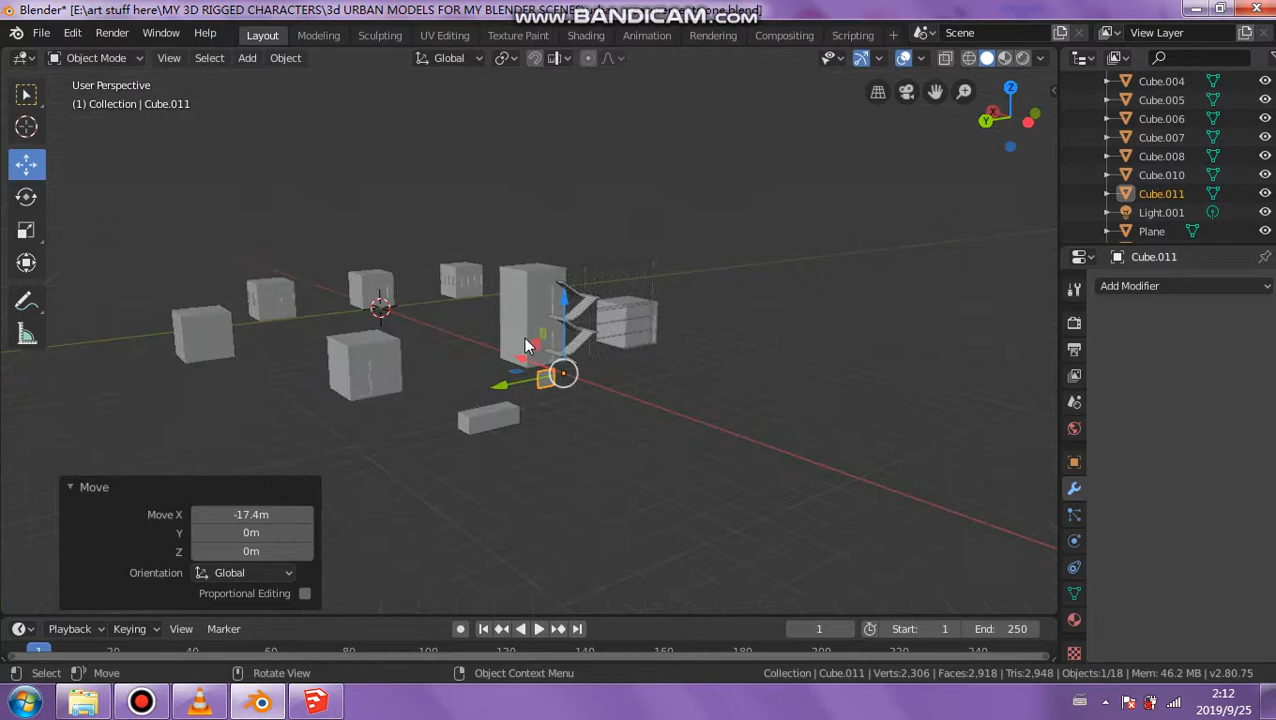 Blender* [E:\art stuff here\MY 3D RIGGED CHARACTERS\3d URBAN MODELS FOR MY BLENDER SCENES\
www.BANDICAM.com
File Edit Render Window Help
Layout Modeling Sculpting UV Editing Texture Paint Shading Animation Rendering Compositing Scripting + Scene View Layer
Object Mode View Select Add Object Global
User Perspective
(1) Collection | Cube.011
Z
X
Y
Cube.004
Cube.005
Cube.006
Cube.007
Cube.008
Cube.010
Cube.011
Light.001
Plane
Cube.011
Add Modifier
Move
Move X -17.4m
Y 0m
Z 0m
Orientation Global
Proportional Editing
Playback Keying View Marker 1 Start: 1 End: 250
1 20 60 80 100 120 140 160 180 200 220 240
Select Move Rotate View Object Context Menu Collection | Cube.011 | Verts:2,306 | Faces:2,918 | Tris:2,948 | Objects:1/18 | Mem: 46.2 MB | v2.80.75
2:12
2019/9/25